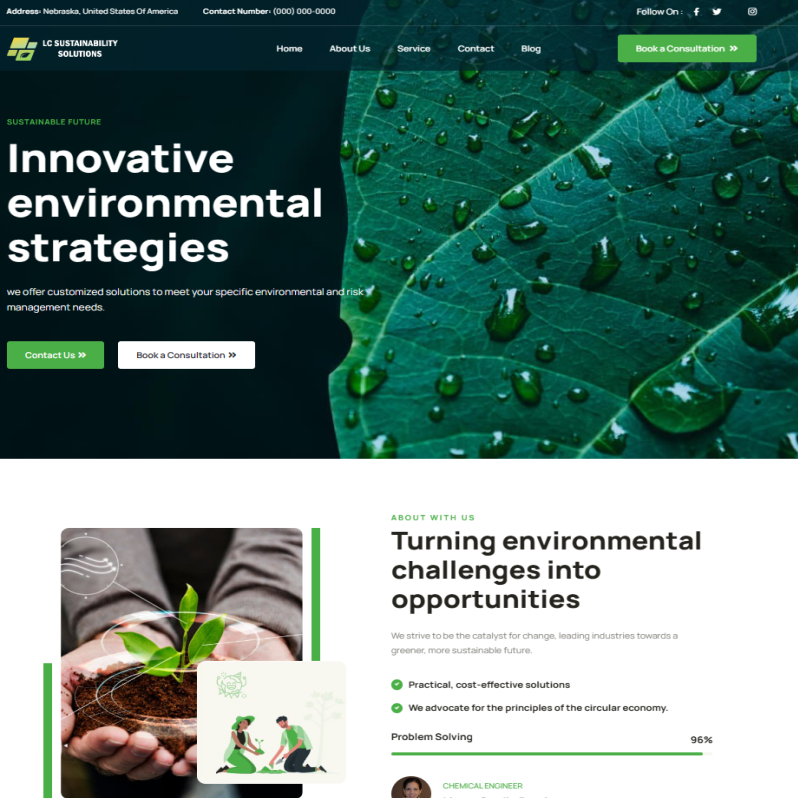 Address: Nebraska, United States Of America
Contact Number: (000) 000-0000
Follow On :
LC SUSTAINABILITY
SOLUTIONS
Home
About Us
Service
Contact
Blog
Book a Consultation »
SUSTAINABLE FUTURE
Innovative
environmental
strategies
we offer customized solutions to meet your specific environmental and risk
management needs.
Contact Us »
Book a Consultation »
ABOUT WITH US
Turning environmental
challenges into
opportunities
We strive to be the catalyst for change, leading industries towards a
greener, more sustainable future.
Practical, cost-effective solutions
We advocate for the principles of the circular economy.
Problem Solving
96%
CHEMICAL ENGINEER